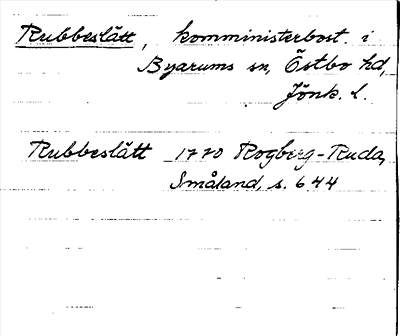 Rubbeslätt, komministerbost. i
Byarums sn, Östbo hd,
Jönk. l.
Rubbeslätt 1770 Rogberg-Ruda,
Småland, s. 644